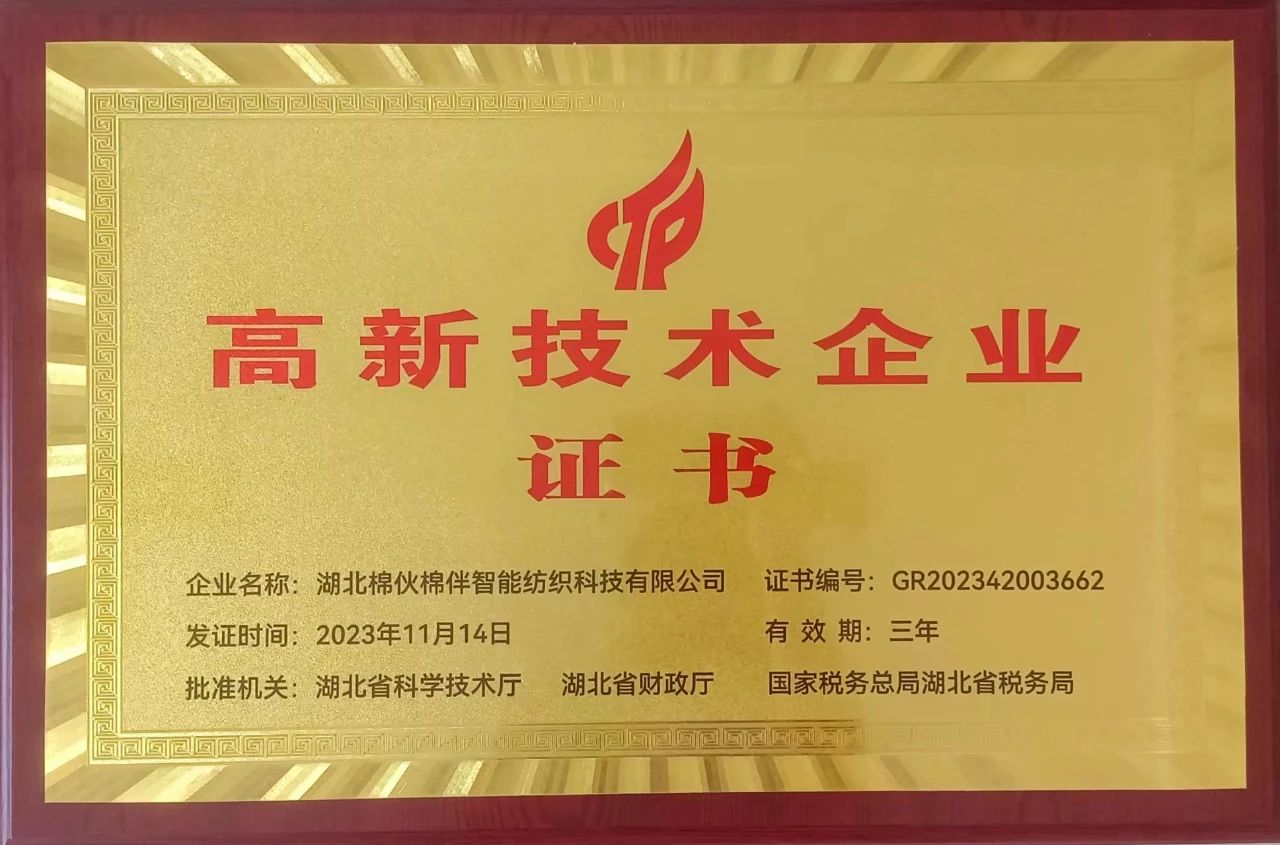 CTP
高新技术企业
证书
企业名称：湖北棉伙棉伴智能纺织科技有限公司 证书编号：GR202342003662
发证时间：2023年11月14日 有效期：三年
批准机关：湖北省科学技术厅 湖北省财政厅 国家税务总局湖北省税务局